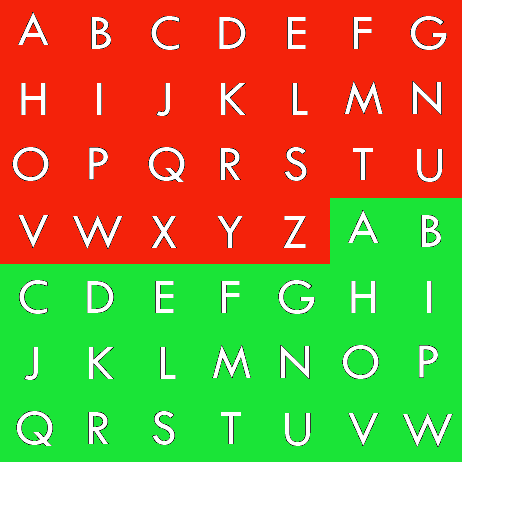 A B C D E F G
H I J K L M N
O P Q R S T U
V W X Y Z A B
C D E F G H I
J K L M N O P
Q R S T U V W